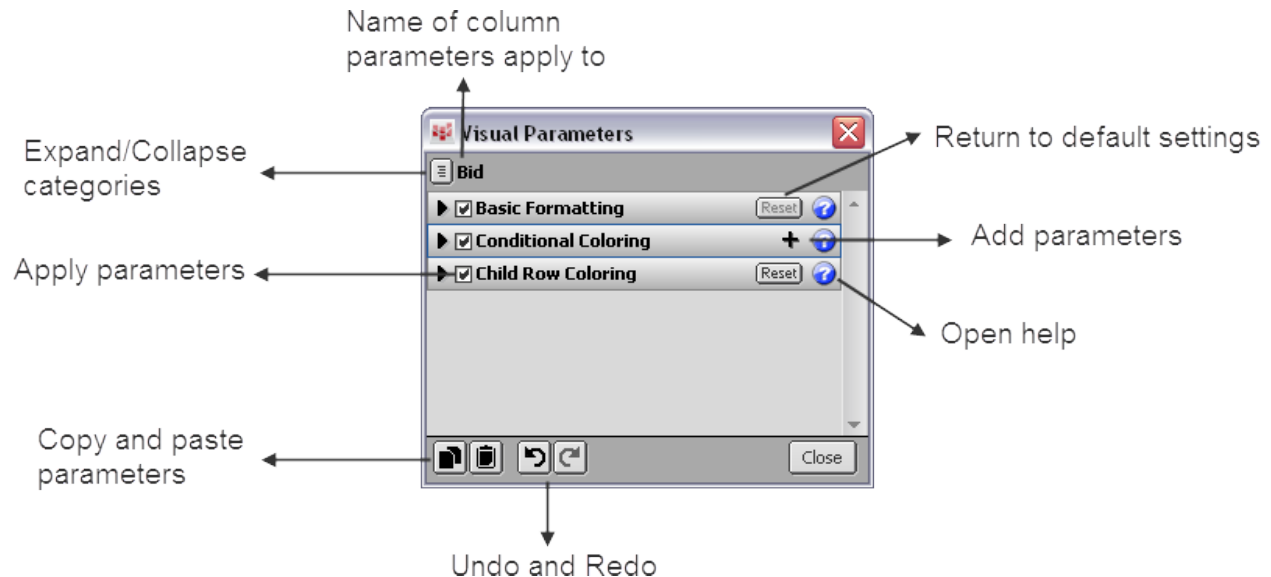 Name of column
parameters apply to
Visual Parameters
Return to default settings
Expand/Collapse
categories
Bid
Basic Formatting
Reset
?
Conditional Coloring
+
?
Add parameters
Apply parameters
Child Row Coloring
Reset
?
Open help
Copy and paste
parameters
Close
Undo and Redo